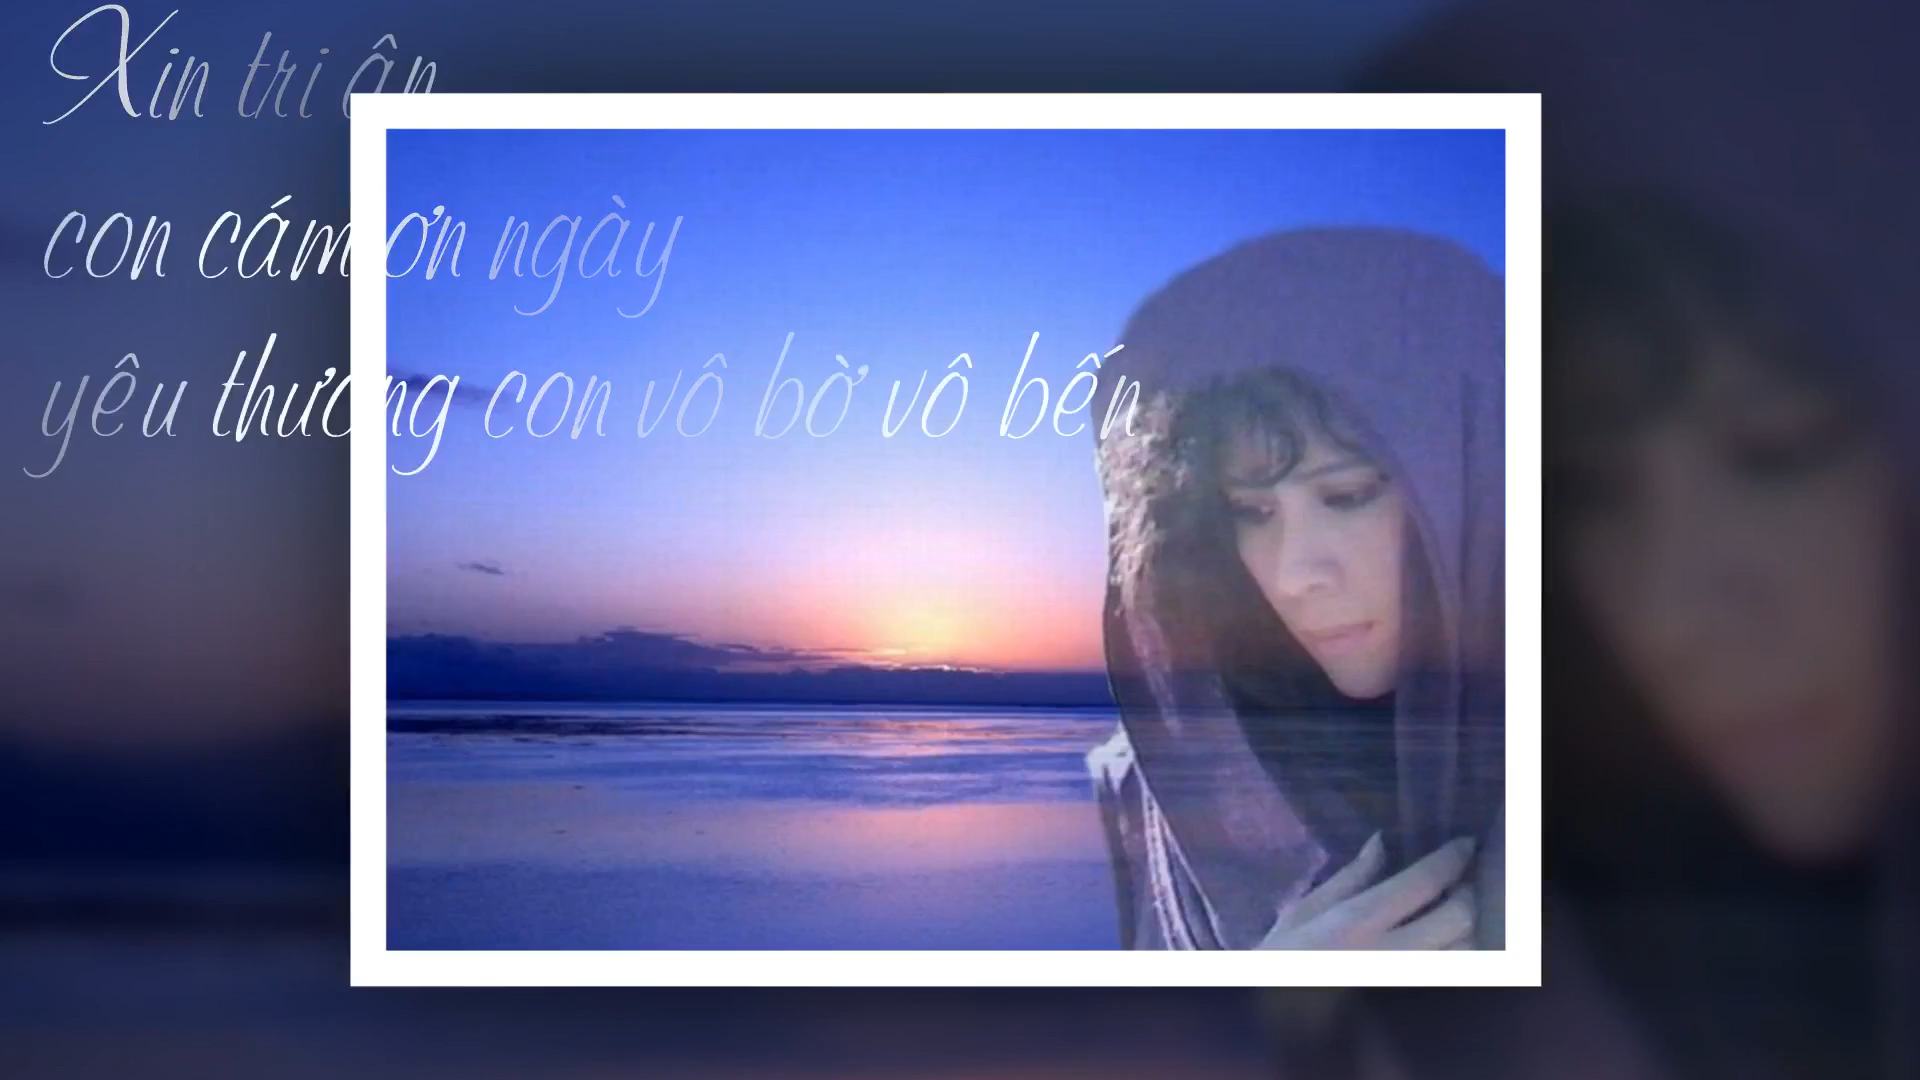 Xin tri ân
con cám ơn ngày
yêu thương con vô bờ vô bến